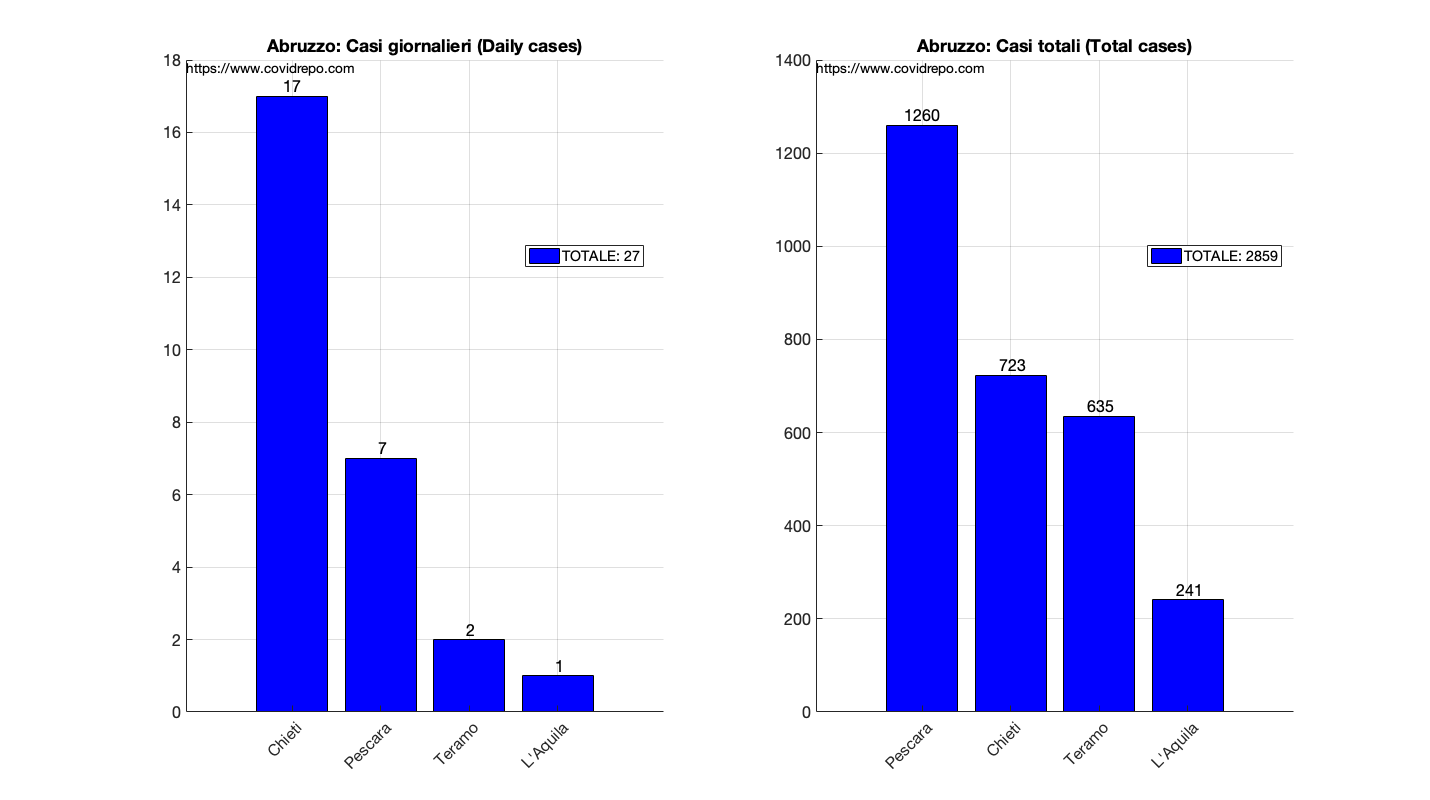 Abruzzo: Casi giornalieri (Daily cases)
https://www.covidrepo.com
18
16
14
12
10
8
6
4
2
0
17
7
2
1
TOTALE: 27
Chieti
Pescara
Teramo
L'Aquila
Abruzzo: Casi totali (Total cases)
https://www.covidrepo.com
1400
1200
1000
800
600
400
200
0
1260
723
635
241
TOTALE: 2859
Pescara
Chieti
Teramo
L'Aquila